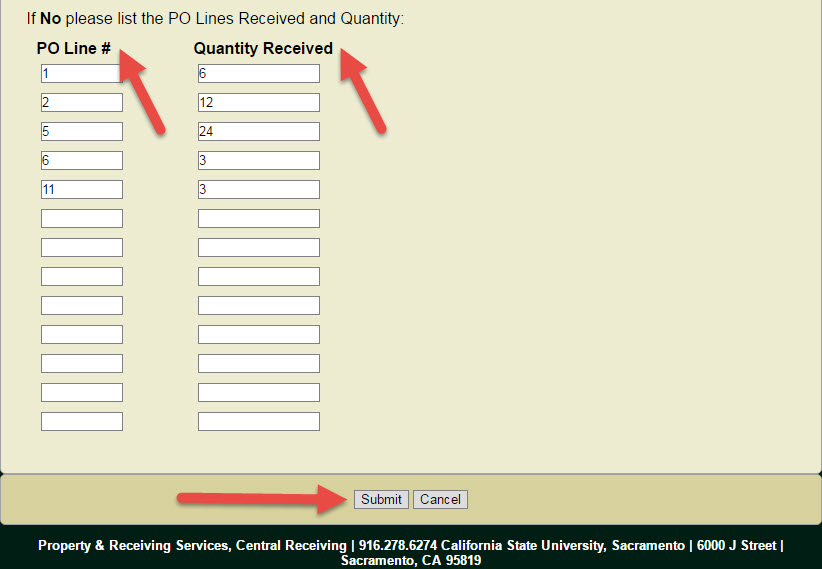 If No please list the PO Lines Received and Quantity:
PO Line # Quantity Received
1 6
2 12
5 24
6 3
11 3
Submit Cancel
Property & Receiving Services, Central Receiving | 916.278.6274 California State University, Sacramento | 6000 J Street |
Sacramento, CA 95819